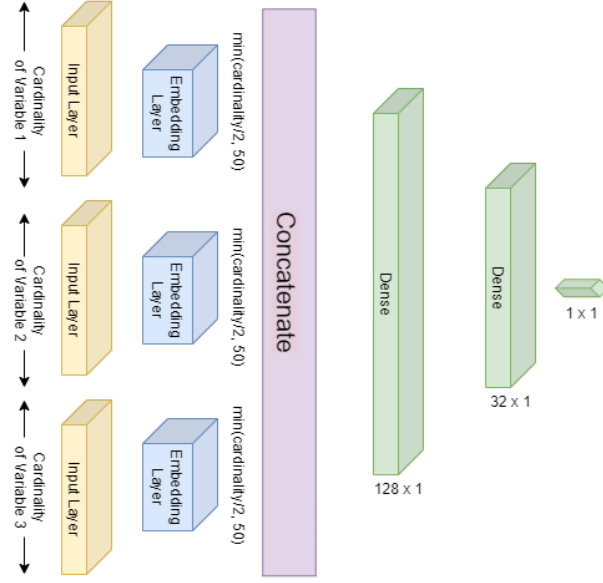 Cardinality
of Variable 1
Input Layer
Embedding
Layer
min(cardinality/2, 50)
Cardinality
of Variable 2
Input Layer
Embedding
Layer
min(cardinality/2, 50)
Cardinality
of Variable 3
Input Layer
Embedding
Layer
min(cardinality/2, 50)
Concatenate
Dense
128 x 1
Dense
32 x 1
1 x 1